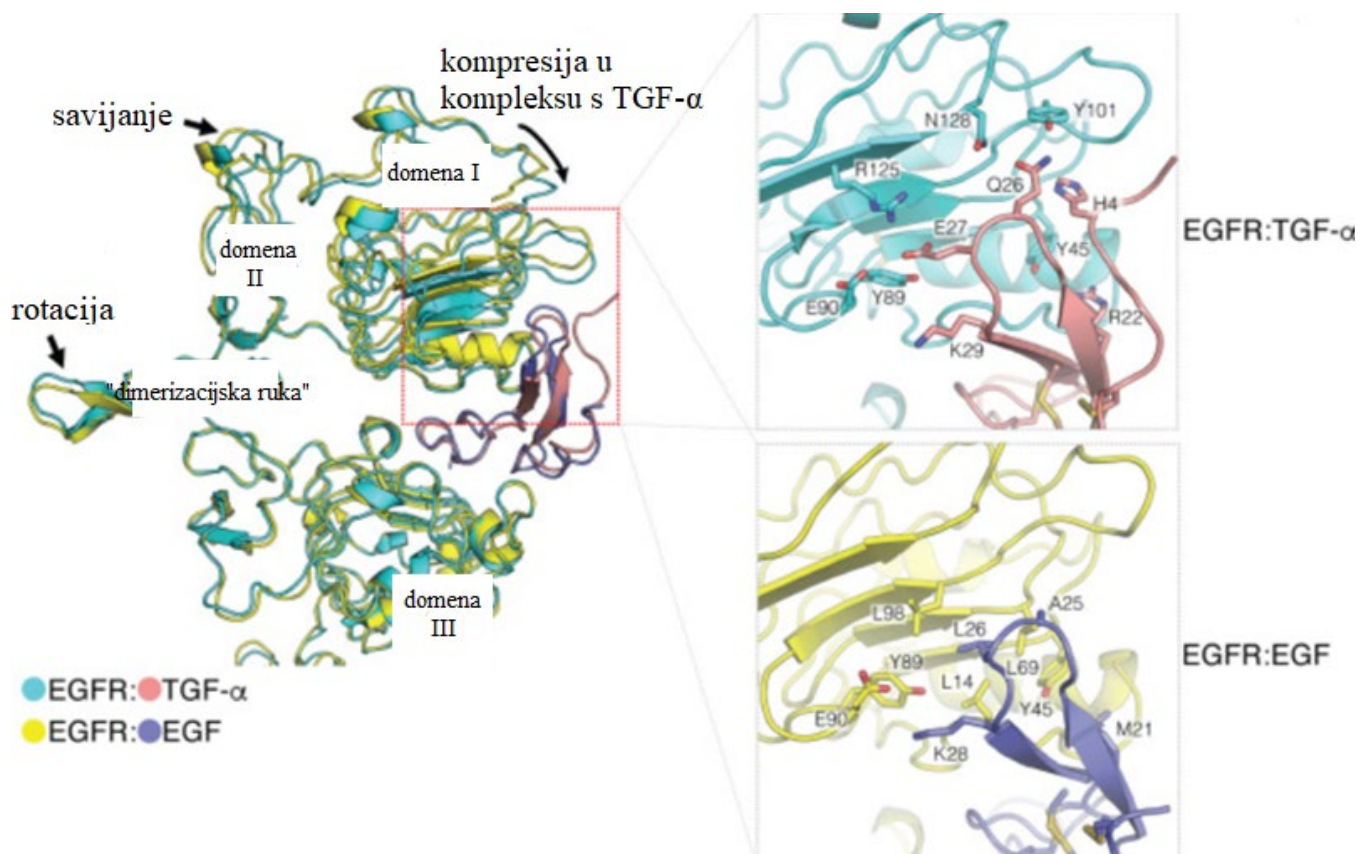 kompresija u
kompleksu s TGF-α
savijanje
domena I
domena
II
rotacija
"dimerizacijska ruka"
domena
III
EGFR: TGF-α
EGFR: EGF
N128
Y101
R125
Q26
H4
E27
Y45
E90
Y89
R22
K29
EGFR:TGF-α
L98
A25
L26
Y89
L69
L14
E90
Y45
M21
K28
EGFR:EGF